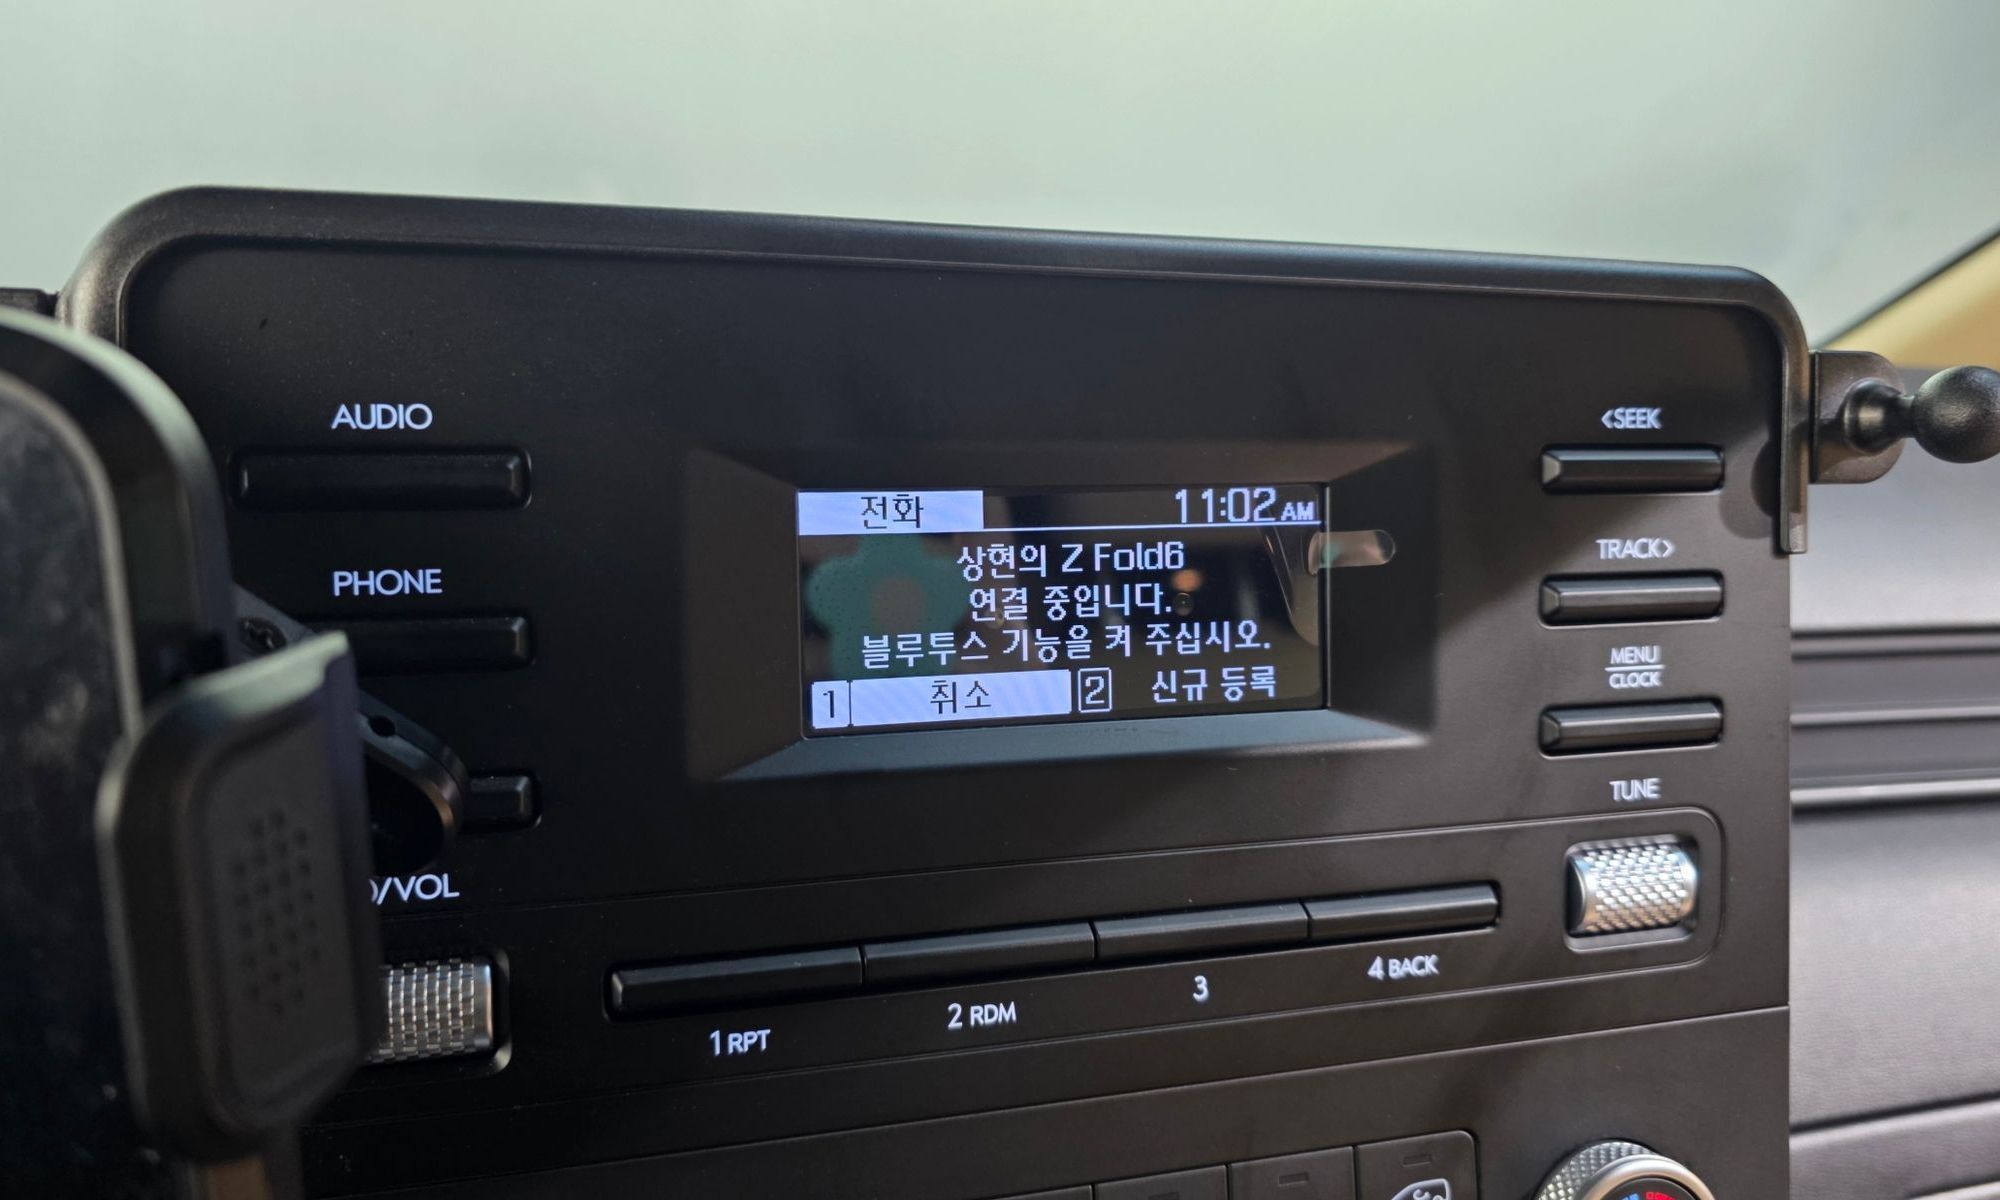 AUDIO
PHONE
/VOL
전화 11:02 AM
상현의 Z Fold6
연결 중입니다.
블루투스 기능을 켜 주십시오.
1 취소 2 신규 등록
<SEEK
TRACK>
MENU
CLOCK
TUNE
1 RPT
2 RDM
3
4 BACK